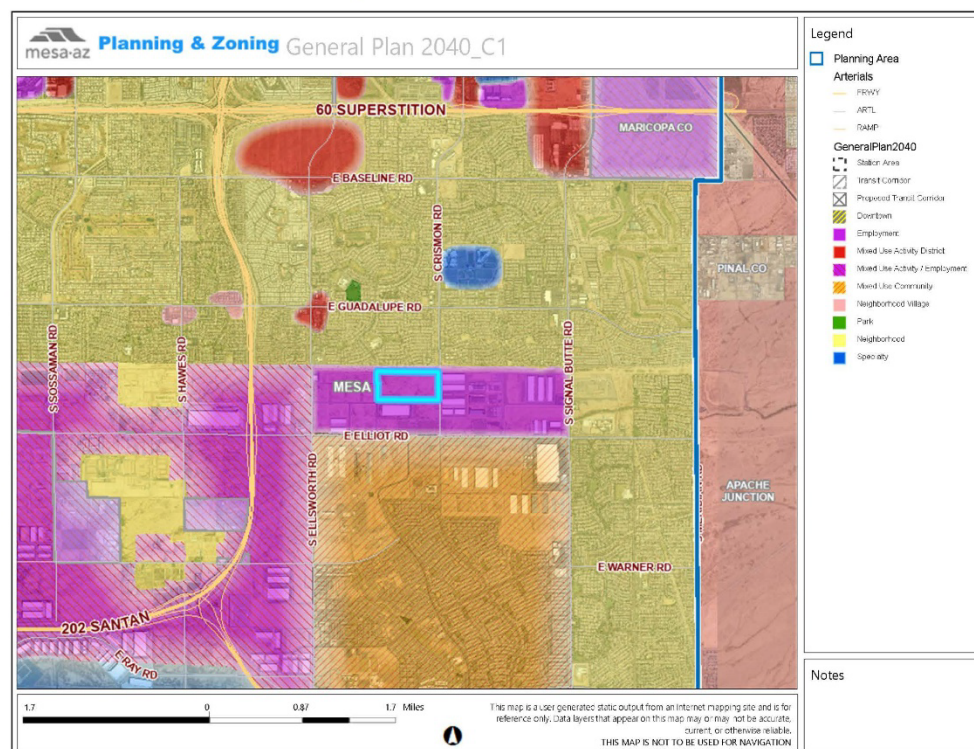 mesa·az
Planning & Zoning General Plan 2040_C1
60 SUPERSTITION
MARICOPA CO
E BASELINE RD
S CRISMON RD
PINAL CO
E GUADALUPE RD
S SOSSAMAN RD
S HAWES RD
S SIGNAL BUTTE RD
MESA
E ELLIOT RD
S ELLSWORTH RD
APACHE
JUNCTION
E WARNER RD
202 SANTAN
E RAY RD
1.7 0 0.87 1.7 Miles
This map is a user generated static output from an Internet mapping site and is for
reference only. Data layers that appear on this map may or may not be accurate,
current, or otherwise reliable.
THIS MAP IS NOT TO BE USED FOR NAVIGATION
Legend
Planning Area
Arterials
FRWY
ARTL
RAMP
GeneralPlan2040
Station Area
Transit Corridor
Proposed Transit Corridor
Downtown
Employment
Mixed Use Activity District
Mixed Use Activity / Employment
Mixed Use Community
Neighborhood Village
Park
Neighborhood
Specialty
Notes